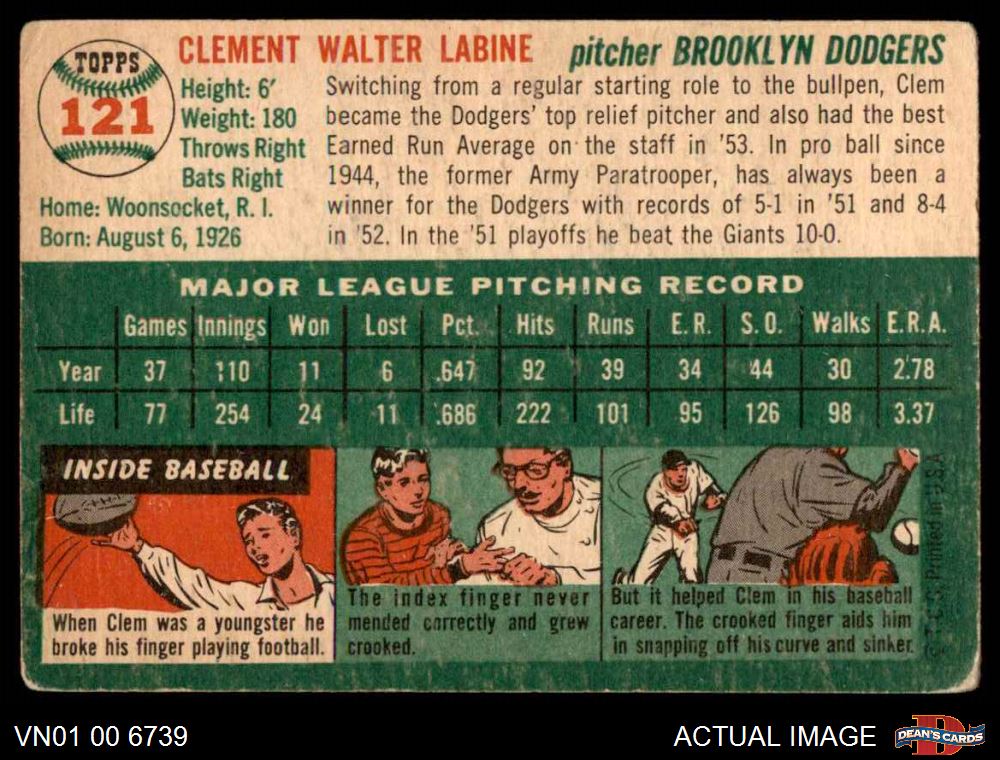 TOPPS
121
CLEMENT WALTER LABINE
pitcher BROOKLYN DODGERS
Height: 6'
Weight: 180
Throws Right
Bats Right
Home: Woonsocket, R. I.
Born: August 6, 1926
Switching from a regular starting role to the bullpen, Clem
became the Dodgers' top relief pitcher and also had the best
Earned Run Average on the staff in '53. In pro ball since
1944, the former Army Paratrooper, has always been a
winner for the Dodgers with records of 5-1 in '51 and 8-4
in '52. In the '51 playoffs he beat the Giants 10-0.
MAJOR LEAGUE PITCHING RECORD
Games Innings Won Lost Pct. Hits Runs E. R. S. O. Walks E.R.A.
Year 37 110 11 6 .647 92 39 34 44 30 2.78
Life 77 254 24 11 .686 222 101 95 126 98 3.37
INSIDE BASEBALL
When Clem was a youngster he
broke his finger playing football.
The index finger never
mended correctly and grew
crooked.
But it helped Clem in his baseball
career. The crooked finger aids him
in snapping off his curve and sinker.
T.C.G. Printed in U.S.A.
VN01 00 6739
ACTUAL IMAGE
DEAN'S CARDS